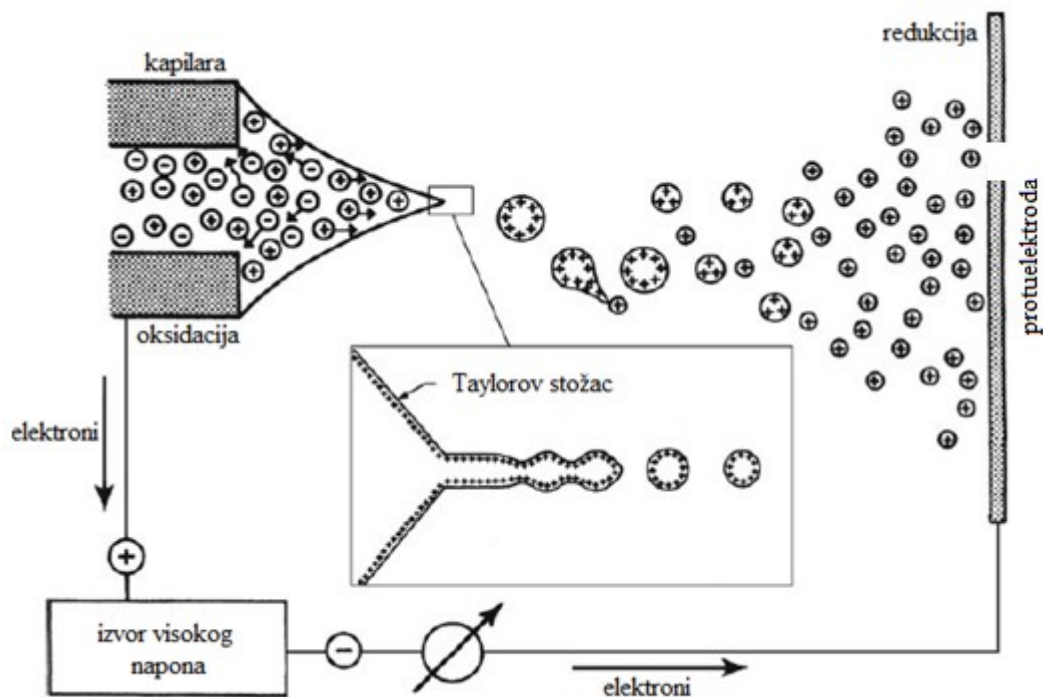 redukcija
kapilara
protuelektroda
oksidacija
Taylorov stožac
elektroni
izvor visokog
napona
elektroni